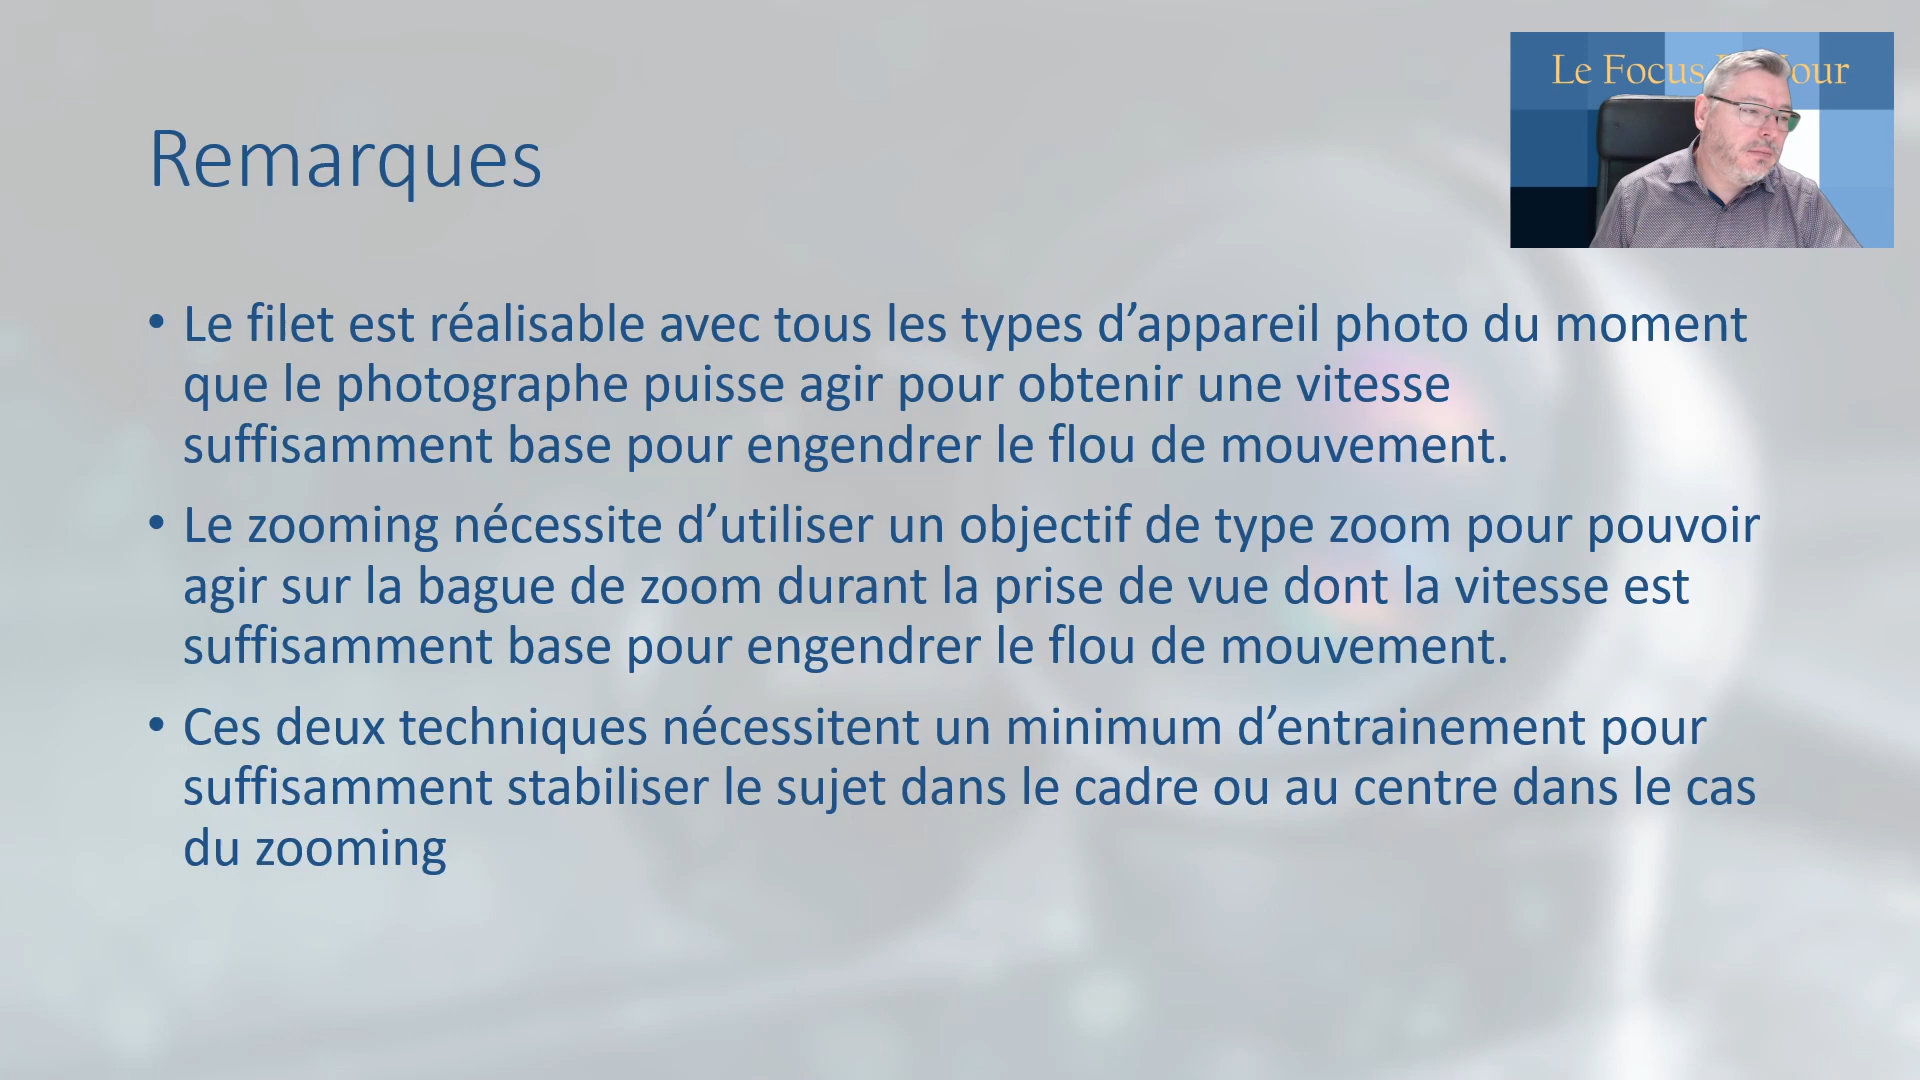 Le Focus our
Remarques
• Le filet est réalisable avec tous les types d’appareil photo du moment
que le photographe puisse agir pour obtenir une vitesse
suffisamment base pour engendrer le flou de mouvement.
• Le zooming nécessite d’utiliser un objectif de type zoom pour pouvoir
agir sur la bague de zoom durant la prise de vue dont la vitesse est
suffisamment base pour engendrer le flou de mouvement.
• Ces deux techniques nécessitent un minimum d’entrainement pour
suffisamment stabiliser le sujet dans le cadre ou au centre dans le cas
du zooming